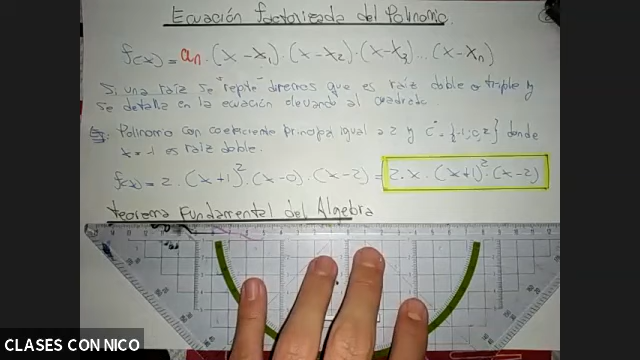 Ecuación factorizada del Polinomio.
f(x) = an · (x - x1) · (x - x2) · (x - x3) ... (x - xn)
Si una raíz se "repite" diremos que es raíz doble o triple y
se detalla en la ecuación elevando al cuadrado.
Ej: Polinomio con coeficiente principal igual a 2 y C° = {-1; 0; 2} donde
x = -1 es raíz doble.
f(x) = 2 · (x+1)² · (x-0) · (x-2) = 2 · x · (x+1)² · (x-2)
Teorema Fundamental del Álgebra
CLASES CON NICO